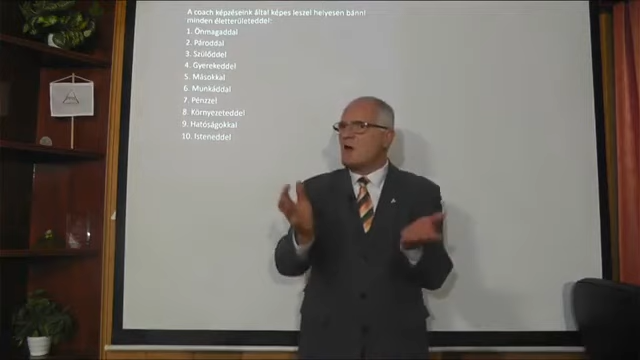 A coach képzéseink által képes leszel helyesen bánni
minden életterületeddel:
1. Önmagaddal
2. Pároddal
3. Szülőddel
4. Gyerekeddel
5. Másokkal
6. Munkáddal
7. Pénzzel
8. Környezeteddel
9. Hatóságokkal
10. Isteneddel